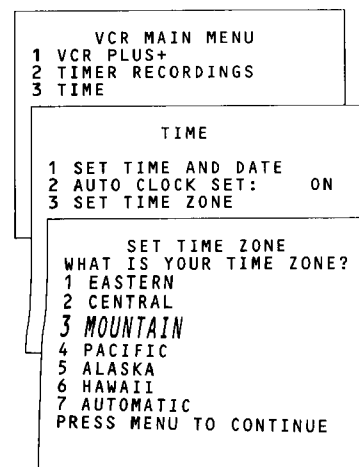 VCR MAIN MENU
1 VCR PLUS+
2 TIMER RECORDINGS
3 TIME
TIME
1 SET TIME AND DATE
2 AUTO CLOCK SET: ON
3 SET TIME ZONE
SET TIME ZONE
WHAT IS YOUR TIME ZONE?
1 EASTERN
2 CENTRAL
3 MOUNTAIN
4 PACIFIC
5 ALASKA
6 HAWAII
7 AUTOMATIC
PRESS MENU TO CONTINUE